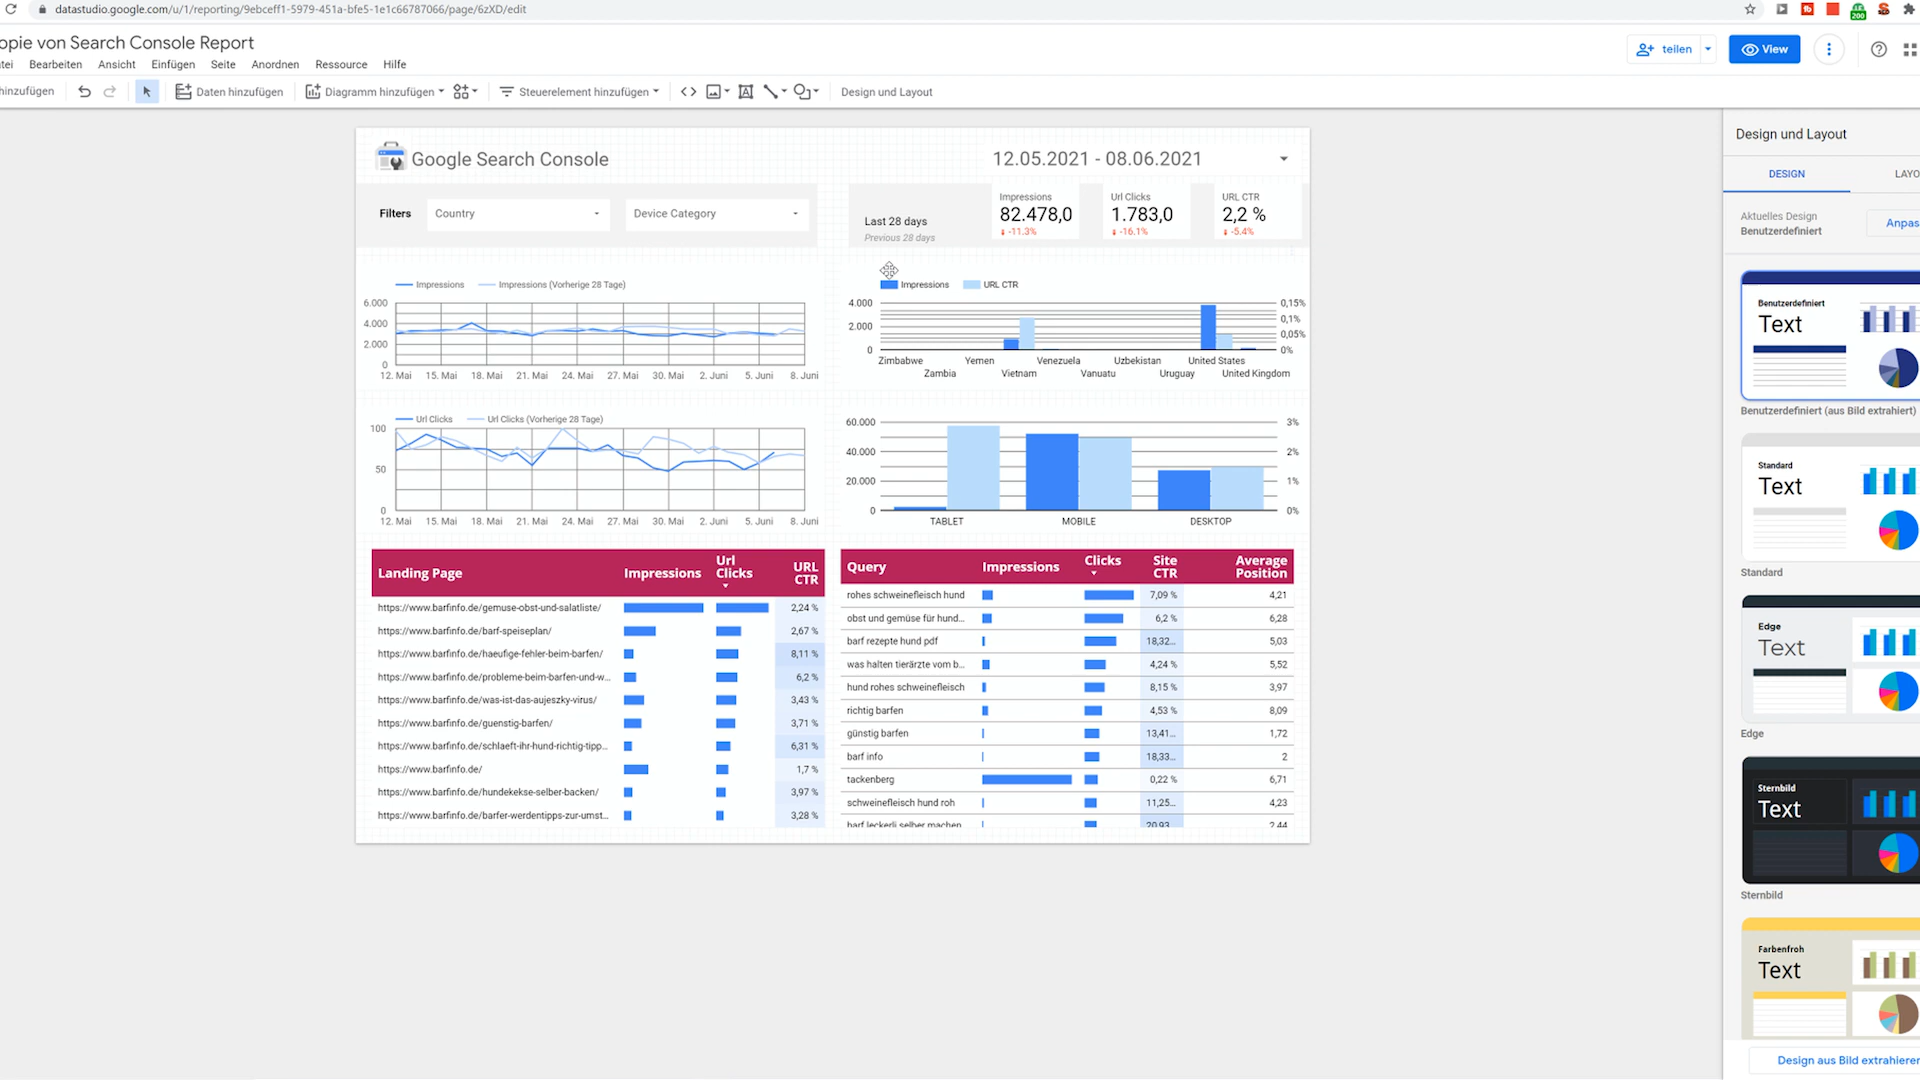 datastudio.google.com/u/1/reporting/9ebceff1-5979-451a-bfe5-1e1c66787066/page/6zXD/edit
200
opie von Search Console Report
tei Bearbeiten Ansicht Einfügen Seite Anordnen Ressource Hilfe
teilen
View
hinzufügen
Daten hinzufügen
Diagramm hinzufügen
Steuerelement hinzufügen
Design und Layout
Google Search Console
12.05.2021 - 08.06.2021
Filters
Country
Device Category
Last 28 days
Previous 28 days
Impressions
82.478,0
-11.3%
Url Clicks
1.783,0
-16.1%
URL CTR
2,2 %
-5.4%
Impressions Impressions (Vorherige 28 Tage)
6.000
4.000
2.000
0
12. Mai 15. Mai 18. Mai 21. Mai 24. Mai 27. Mai 30. Mai 2. Juni 5. Juni 8. Juni
Impressions URL CTR
4.000 0,15%
0,1%
2.000 0,05%
0 0%
Zimbabwe Yemen Venezuela Uzbekistan United States
Zambia Vietnam Vanuatu Uruguay United Kingdom
Url Clicks Url Clicks (Vorherige 28 Tage)
100
50
0
12. Mai 15. Mai 18. Mai 21. Mai 24. Mai 27. Mai 30. Mai 2. Juni 5. Juni 8. Juni
60.000 3%
40.000 2%
20.000 1%
0 0%
TABLET MOBILE DESKTOP
Landing Page Impressions Url Clicks URL CTR
https://www.barfinfo.de/gemuse-obst-und-salatliste/ 2,24 %
https://www.barfinfo.de/barf-speiseplan/ 2,67 %
https://www.barfinfo.de/haeufige-fehler-beim-barfen/ 8,11 %
https://www.barfinfo.de/probleme-beim-barfen-und-w... 6,2 %
https://www.barfinfo.de/was-ist-das-aujeszky-virus/ 3,43 %
https://www.barfinfo.de/guenstig-barfen/ 3,71 %
https://www.barfinfo.de/schlaeft-ihr-hund-richtig-tipp... 6,31 %
https://www.barfinfo.de/ 1,7 %
https://www.barfinfo.de/hundekekse-selber-backen/ 3,97 %
https://www.barfinfo.de/barfer-werdentipps-zur-umst... 3,28 %
Query Impressions Clicks Site CTR Average Position
rohes schweinefleisch hund 7,09 % 4,21
obst und gemüse für hund... 6,2 % 6,28
barf rezepte hund pdf 18,32... 5,03
was halten tierärzte vom b... 4,24 % 5,52
hund rohes schweinefleisch 8,15 % 3,97
richtig barfen 4,53 % 8,09
günstig barfen 13,41... 1,72
barf info 18,33... 2
tackenberg 0,22 % 6,71
schweinefleisch hund roh 11,25... 4,23
barf leckerli selber machen 20,93... 2,44
Design und Layout
DESIGN LAYO
Aktuelles Design
Benutzerdefiniert
Anpas
Benutzerdefiniert
Text
Benutzerdefiniert (aus Bild extrahiert)
Standard
Text
Standard
Edge
Text
Edge
Sternbild
Text
Sternbild
Farbenfroh
Text
Design aus Bild extrahieren